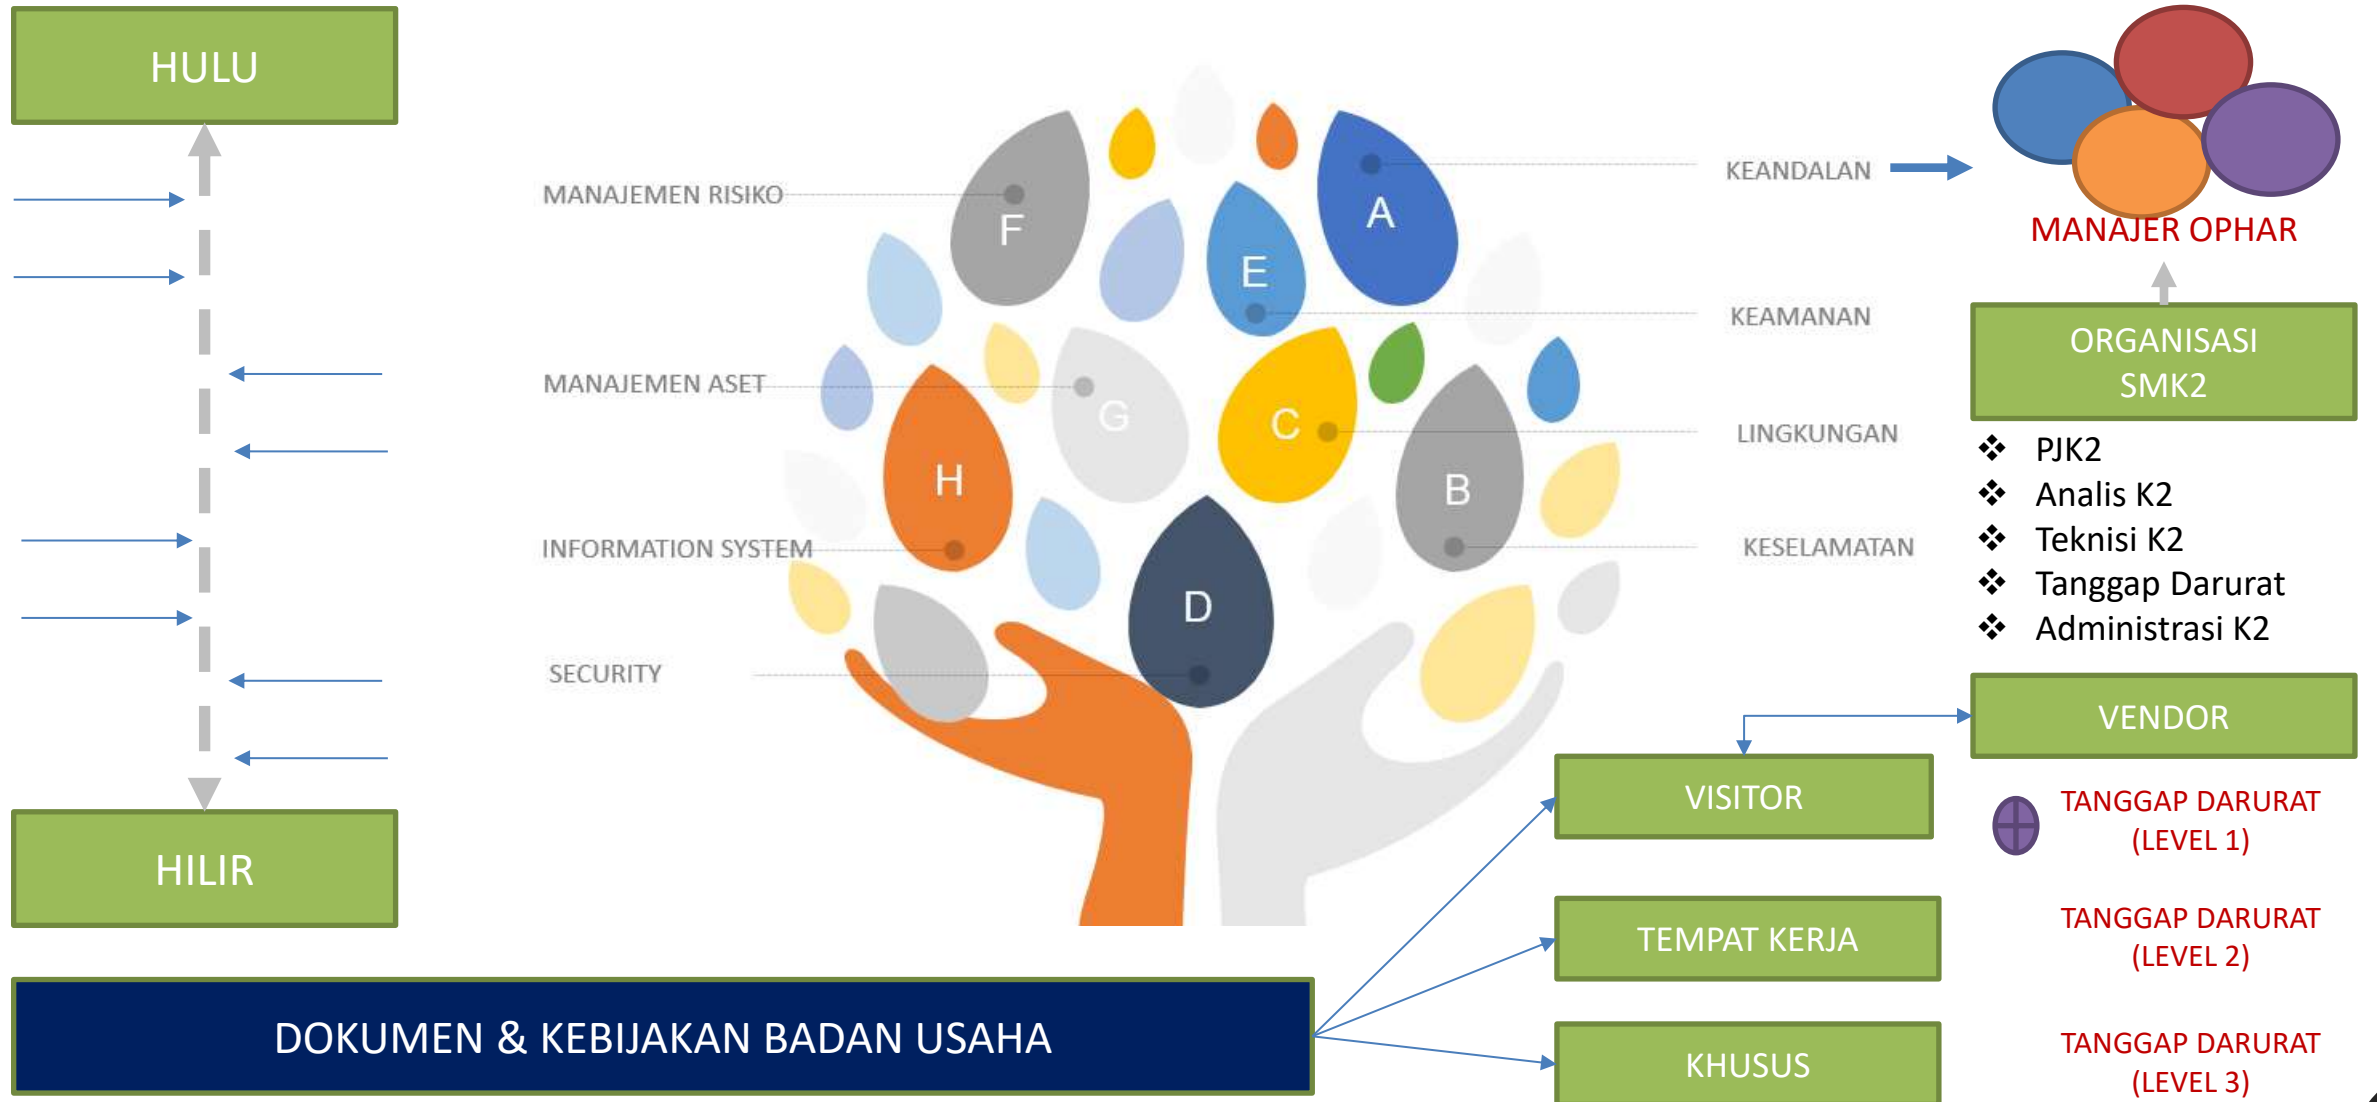 HULU
HILIR
MANAJEMEN RISIKO
MANAJEMEN ASET
INFORMATION SYSTEM
SECURITY
F
A
E
G
C
H
B
D
KEANDALAN
KEAMANAN
LINGKUNGAN
KESELAMATAN
MANAJER OPHAR
ORGANISASI
SMK2
❖ PJK2
❖ Analis K2
❖ Teknisi K2
❖ Tanggap Darurat
❖ Administrasi K2
VENDOR
VISITOR
TANGGAP DARURAT
(LEVEL 1)
TEMPAT KERJA
TANGGAP DARURAT
(LEVEL 2)
DOKUMEN & KEBIJAKAN BADAN USAHA
KHUSUS
TANGGAP DARURAT
(LEVEL 3)